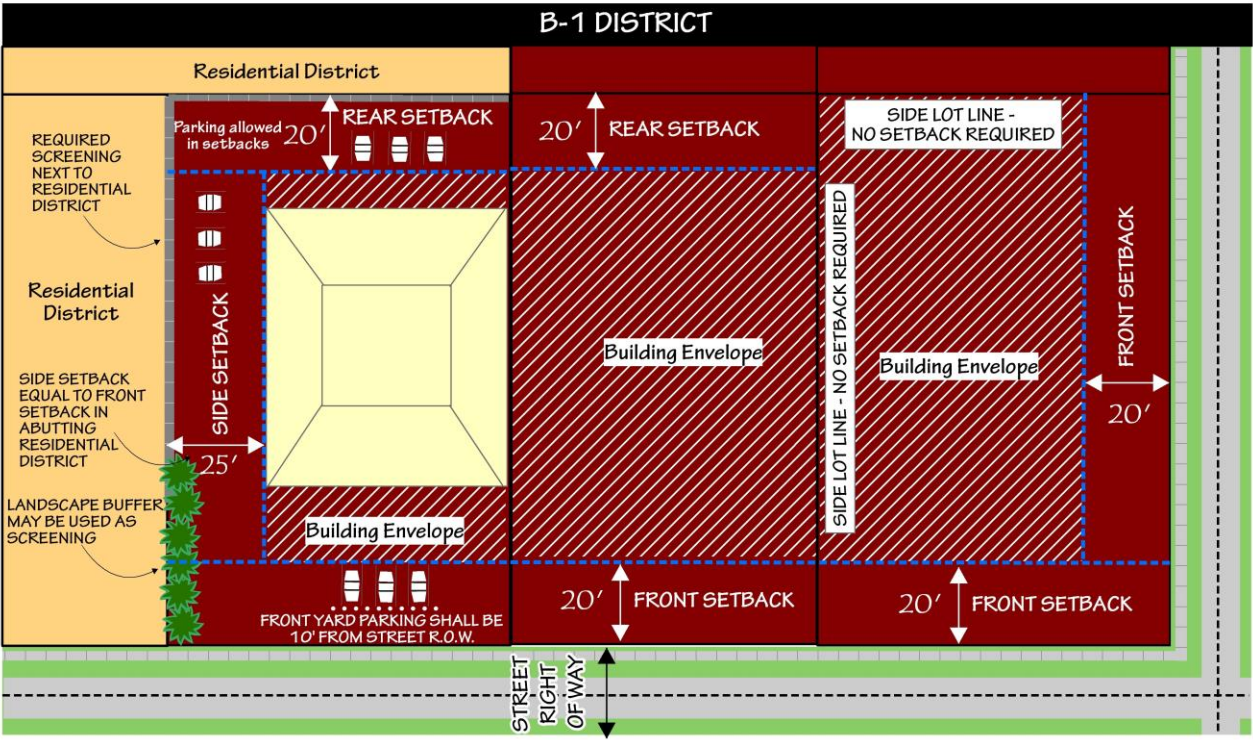 B-1 DISTRICT
Residential District
REQUIRED
SCREENING
NEXT TO
RESIDENTIAL
DISTRICT
Residential
District
SIDE SETBACK
EQUAL TO FRONT
SETBACK IN
ABUTTING
RESIDENTIAL
DISTRICT
LANDSCAPE BUFFER
MAY BE USED AS
SCREENING
Parking allowed
in setbacks
20'
REAR SETBACK
SIDE SETBACK
25'
Building Envelope
FRONT YARD PARKING SHALL BE
10' FROM STREET R.O.W.
20'
REAR SETBACK
Building Envelope
20'
FRONT SETBACK
SIDE LOT LINE -
NO SETBACK REQUIRED
SIDE LOT LINE - NO SETBACK REQUIRED
Building Envelope
FRONT SETBACK
20'
20'
FRONT SETBACK
STREET
RIGHT
OF WAY